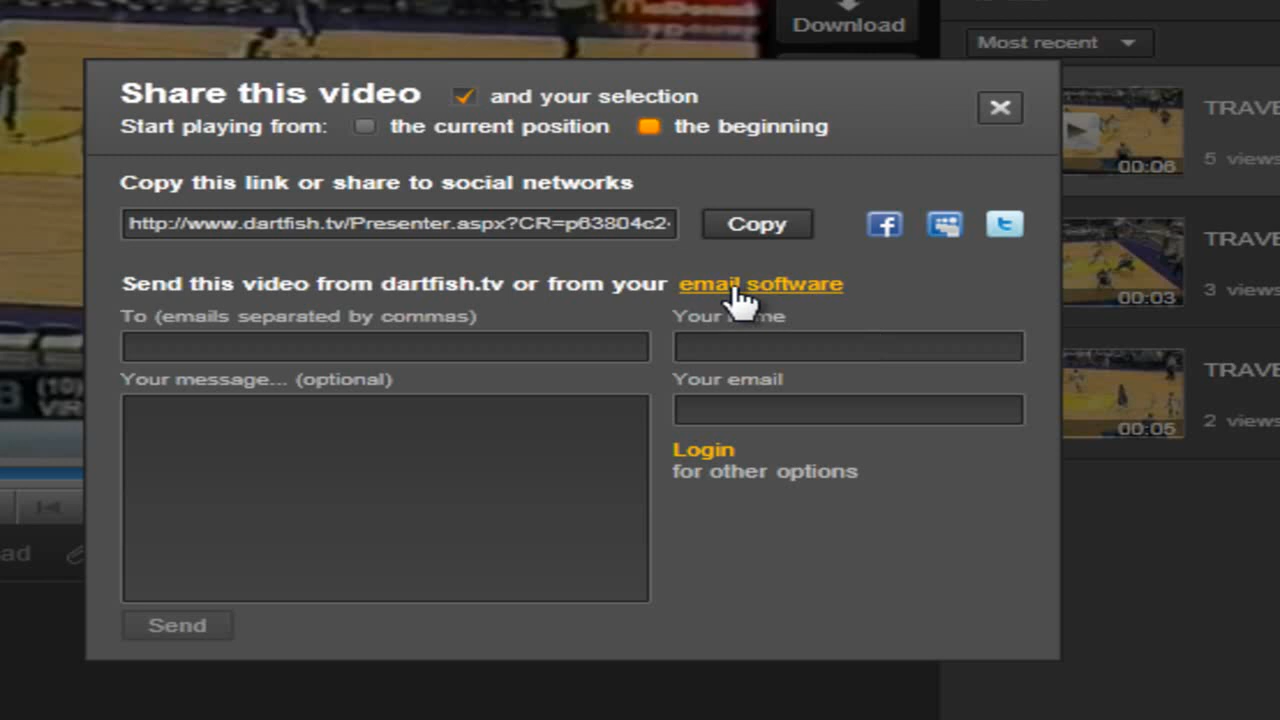 Download
Most recent
Share this video and your selection
Start playing from: the current position the beginning
Copy this link or share to social networks
http://www.dartfish.tv/Presenter.aspx?CR=p63804c2
Copy
Send this video from dartfish.tv or from your email software
To (emails separated by commas)
Your
Your message... (optional)
Your email
Login
for other options
Send
00:06
TRAVE
5 views
00:03
TRAVE
3 views
00:05
TRAVE
2 views
(10)
ad